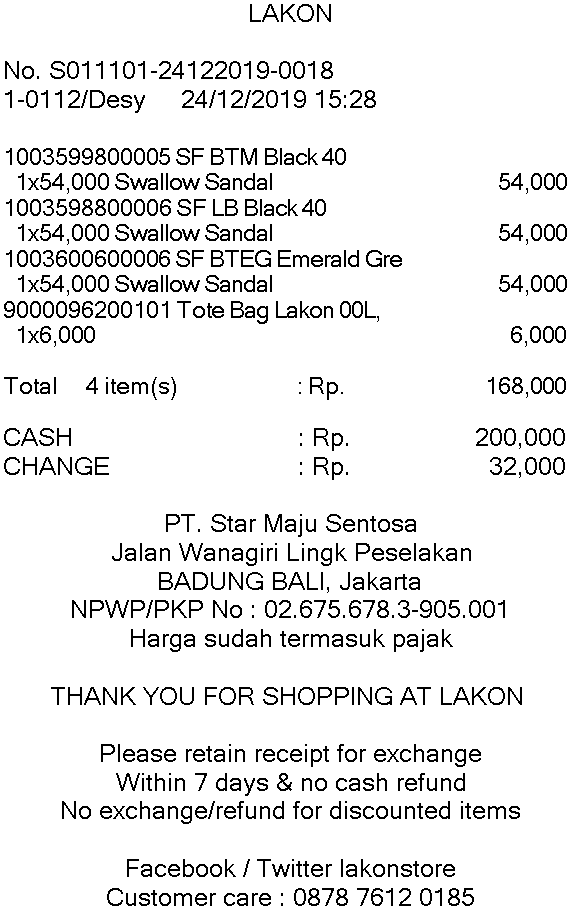 LAKON
No. S011101-24122019-0018
1-0112/Desy 24/12/2019 15:28
1003599800005 SF BTM Black 40
1x54,000 Swallow Sandal 54,000
1003598800006 SF LB Black 40
1x54,000 Swallow Sandal 54,000
1003600600006 SF BTEG Emerald Gre
1x54,000 Swallow Sandal 54,000
9000096200101 Tote Bag Lakon 00L,
1x6,000 6,000
Total 4 item(s) : Rp. 168,000
CASH : Rp. 200,000
CHANGE : Rp. 32,000
PT. Star Maju Sentosa
Jalan Wanagiri Lingk Peselakan
BADUNG BALI, Jakarta
NPWP/PKP No : 02.675.678.3-905.001
Harga sudah termasuk pajak
THANK YOU FOR SHOPPING AT LAKON
Please retain receipt for exchange
Within 7 days & no cash refund
No exchange/refund for discounted items
Facebook / Twitter lakonstore
Customer care : 0878 7612 0185